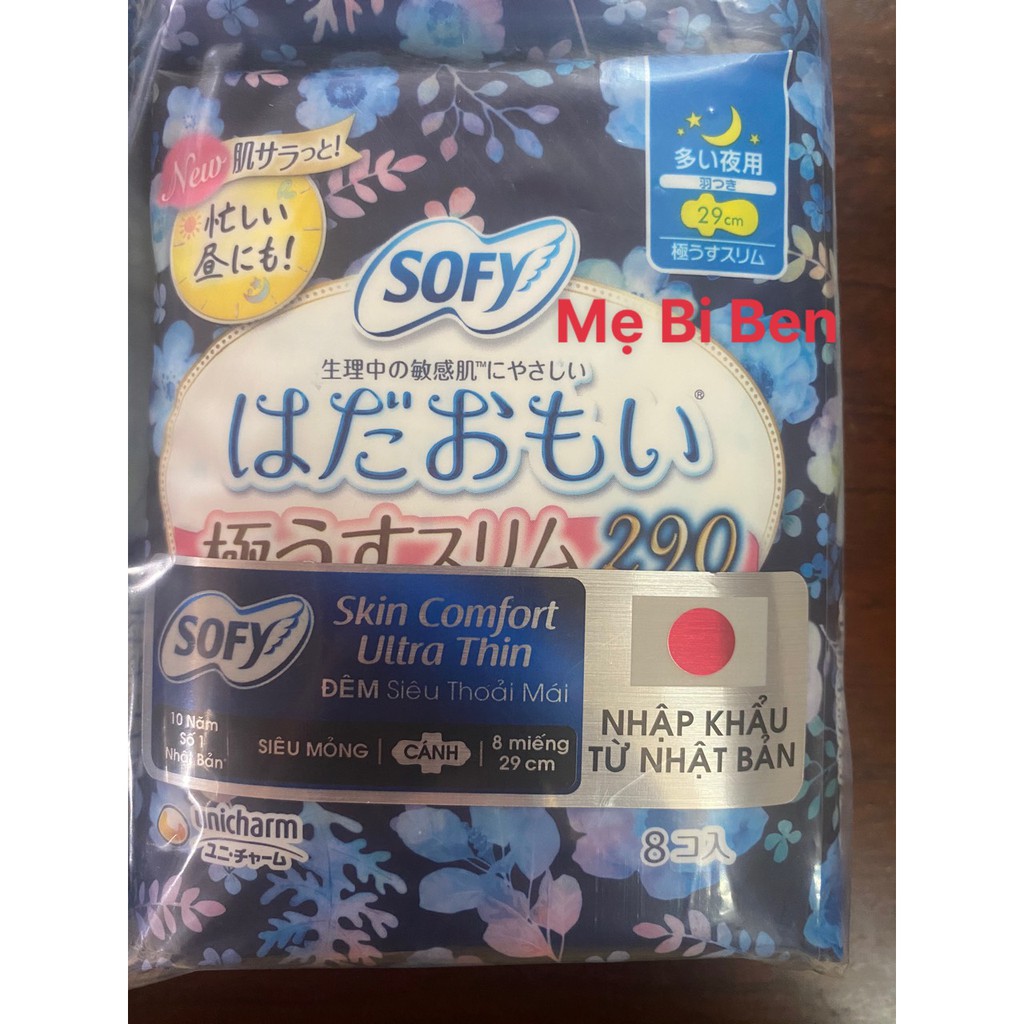 New 肌サラっと!
忙しい
昼にも!
多い夜用
羽つき
29cm
極うすスリム
SOFY
Mẹ Bi Ben
生理中の敏感肌™にやさしい
はだおもい®
極うすスリム 290
SOFY
Skin Comfort
Ultra Thin
ĐÊM Siêu Thoải Mái
10 Năm
Số 1
Nhật Bản*
SIÊU MỎNG | CÁNH | 8 miếng
29 cm
NHẬP KHẨU
TỪ NHẬT BẢN
unicharm
ユニ・チャーム
8コ入